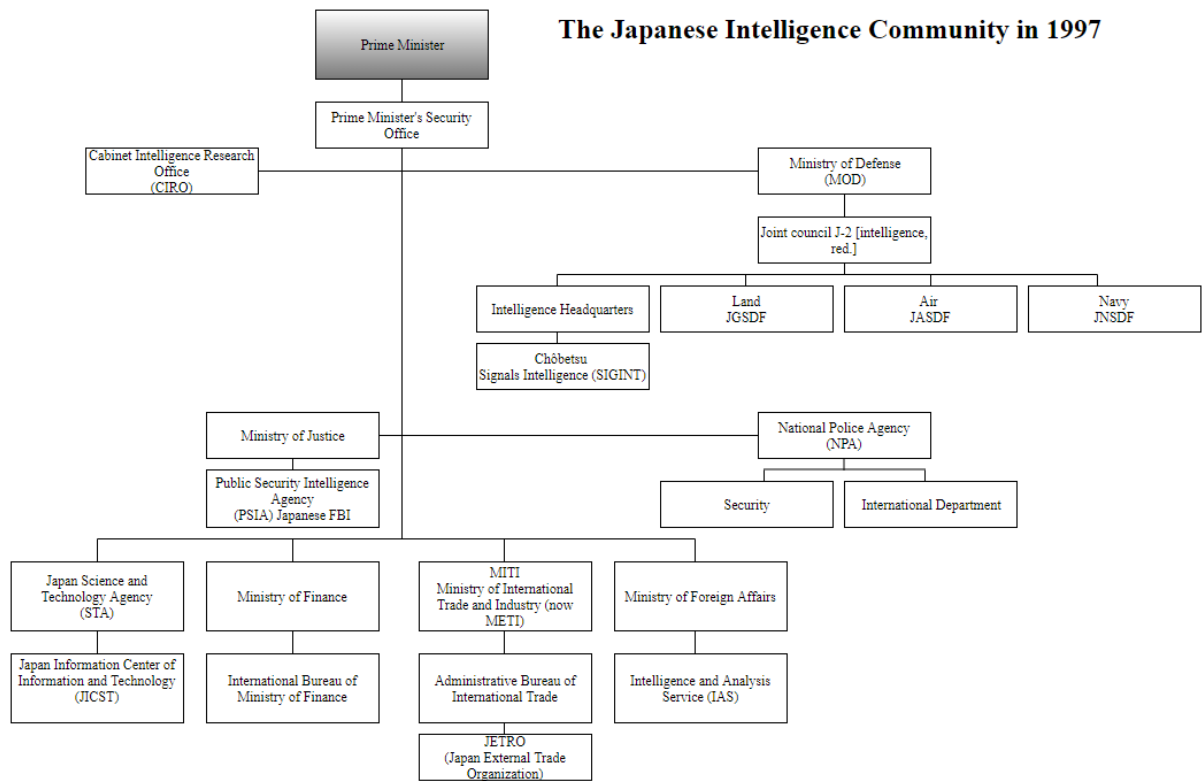 The Japanese Intelligence Community in 1997
Prime Minister
Prime Minister's Security
Office
Cabinet Intelligence Research
Office
(CIRO)
Ministry of Defense
(MOD)
Joint council J-2 [intelligence,
red.]
Intelligence Headquarters
Land
JGSDF
Air
JASDF
Navy
JNSDF
Chôbetsu
Signals Intelligence (SIGINT)
Ministry of Justice
National Police Agency
(NPA)
Public Security Intelligence
Agency
(PSIA) Japanese FBI
Security
International Department
Japan Science and
Technology Agency
(STA)
Ministry of Finance
MITI
Ministry of International
Trade and Industry (now
METI)
Ministry of Foreign Affairs
Japan Information Center of
Information and Technology
(JICST)
International Bureau of
Ministry of Finance
Administrative Bureau of
International Trade
Intelligence and Analysis
Service (IAS)
JETRO
(Japan External Trade
Organization)